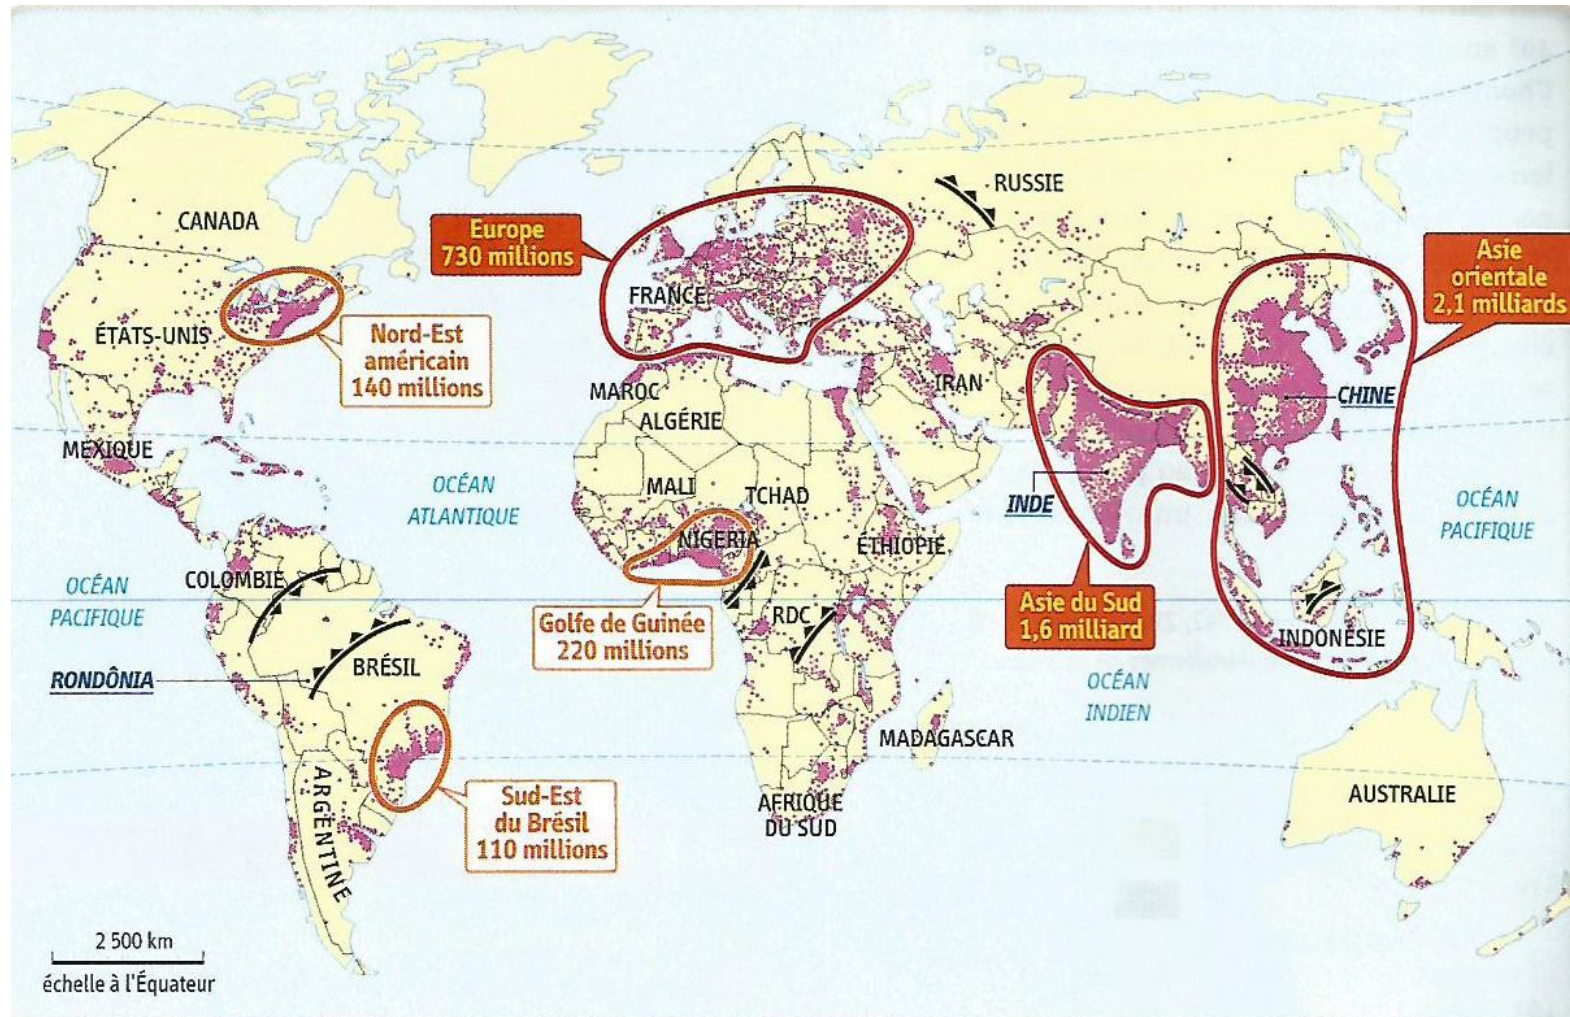 CANADA
RUSSIE
Europe
730 millions
Asie
orientale
2,1 milliards
FRANCE
ÉTATS-UNIS
Nord-Est
américain
140 millions
MAROC
ALGÉRIE
IRAN
CHINE
MEXIQUE
OCÉAN
ATLANTIQUE
MALI
TCHAD
INDE
OCÉAN
PACIFIQUE
NIGERIA
ÉTHIOPIE
COLOMBIE
OCÉAN
PACIFIQUE
Golfe de Guinée
220 millions
RDC
Asie du Sud
1,6 milliard
INDONÉSIE
RONDÔNIA
BRÉSIL
OCÉAN
INDIEN
MADAGASCAR
ARGENTINE
Sud-Est
du Brésil
110 millions
AFRIQUE
DU SUD
AUSTRALIE
2 500 km
échelle à l'Équateur